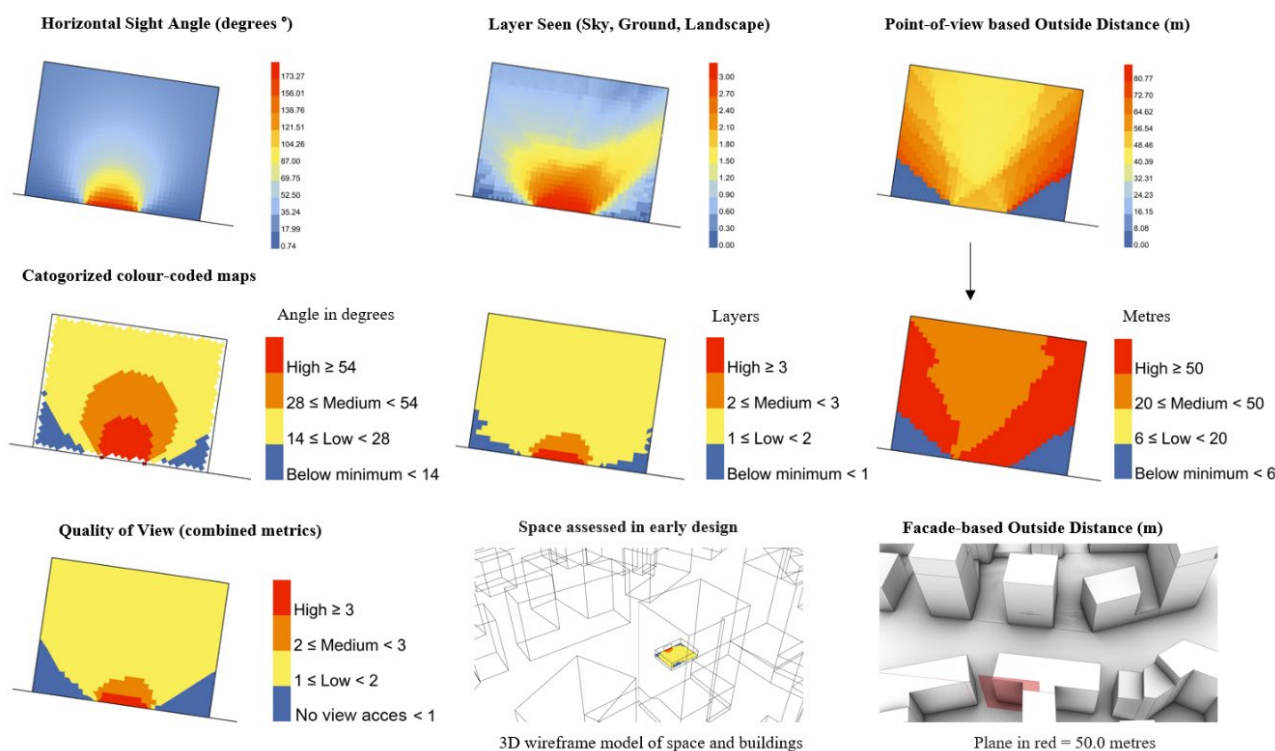 Horizontal Sight Angle (degrees °)
173.27
156.01
138.76
121.51
104.26
87.00
69.75
52.50
35.24
17.99
0.74
Layer Seen (Sky, Ground, Landscape)
3.00
2.70
2.40
2.10
1.80
1.50
1.20
0.90
0.60
0.30
0.00
Point-of-view based Outside Distance (m)
80.77
72.70
64.62
56.54
48.46
40.39
32.31
24.23
16.15
8.08
0.00
Catogorized colour-coded maps
Angle in degrees
High ≥ 54
28 ≤ Medium < 54
14 ≤ Low < 28
Below minimum < 14
Layers
High ≥ 3
2 ≤ Medium < 3
1 ≤ Low < 2
Below minimum < 1
Metres
High ≥ 50
20 ≤ Medium < 50
6 ≤ Low < 20
Below minimum < 6
Quality of View (combined metrics)
High ≥ 3
2 ≤ Medium < 3
1 ≤ Low < 2
No view acces < 1
Space assessed in early design
3D wireframe model of space and buildings
Facade-based Outside Distance (m)
Plane in red = 50.0 metres